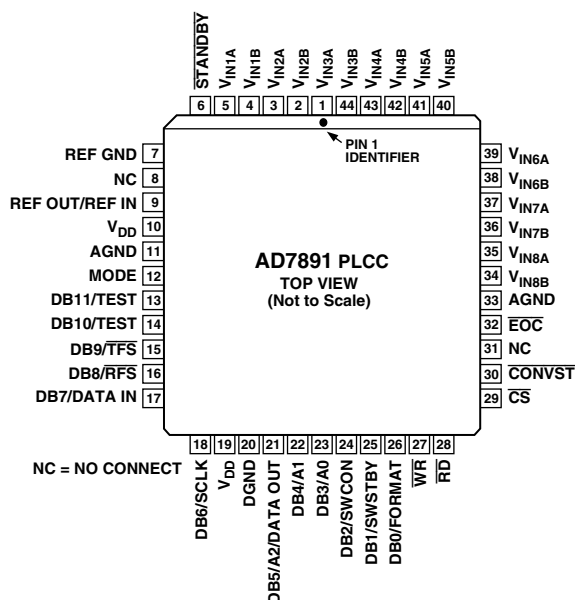 STANDBY
VIN1A
VIN1B
VIN2A
VIN2B
VIN3A
VIN3B
VIN4A
VIN4B
VIN5A
VIN5B
6 5 4 3 2 1 44 43 42 41 40
PIN 1
IDENTIFIER
REF GND 7
NC 8
REF OUT/REF IN 9
VDD 10
AGND 11
MODE 12
DB11/TEST 13
DB10/TEST 14
DB9/TFS 15
DB8/RFS 16
DB7/DATA IN 17
AD7891 PLCC
TOP VIEW
(Not to Scale)
39 VIN6A
38 VIN6B
37 VIN7A
36 VIN7B
35 VIN8A
34 VIN8B
33 AGND
32 EOC
31 NC
30 CONVST
29 CS
18 19 20 21 22 23 24 25 26 27 28
NC = NO CONNECT
DB6/SCLK
VDD
DGND
DB5/A2/DATA OUT
DB4/A1
DB3/A0
DB2/SWCON
DB1/SWSTBY
DB0/FORMAT
WR
RD